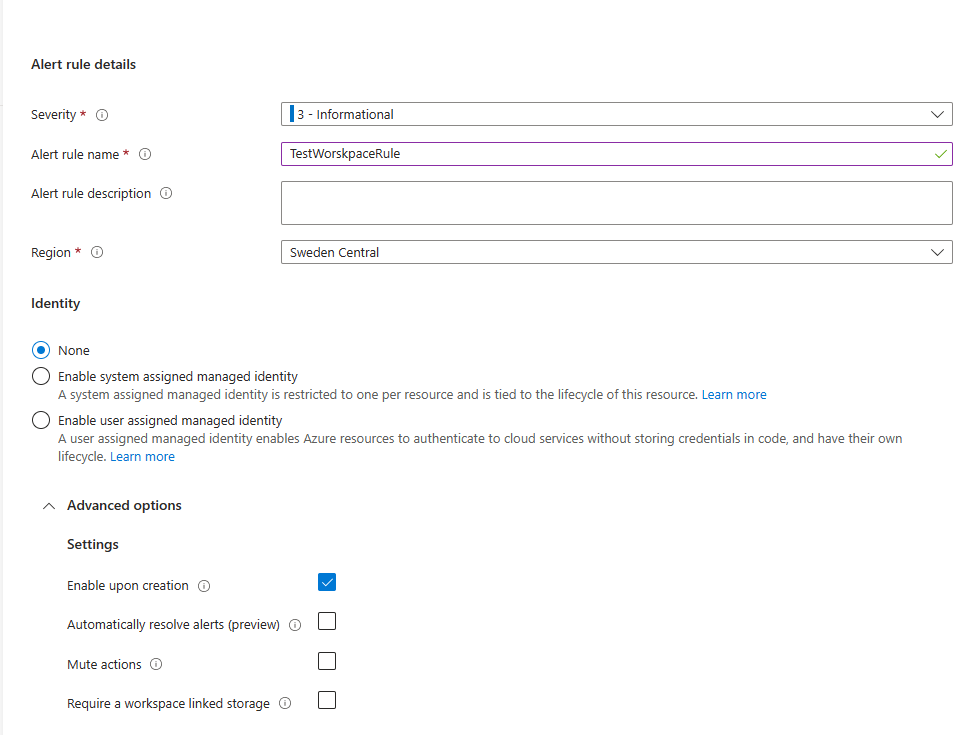 Alert rule details
Severity *
3 - Informational
Alert rule name *
TestWorskpaceRule
Alert rule description
Region *
Sweden Central
Identity
None
Enable system assigned managed identity
A system assigned managed identity is restricted to one per resource and is tied to the lifecycle of this resource. Learn more
Enable user assigned managed identity
A user assigned managed identity enables Azure resources to authenticate to cloud services without storing credentials in code, and have their own
lifecycle. Learn more
Advanced options
Settings
Enable upon creation
Automatically resolve alerts (preview)
Mute actions
Require a workspace linked storage